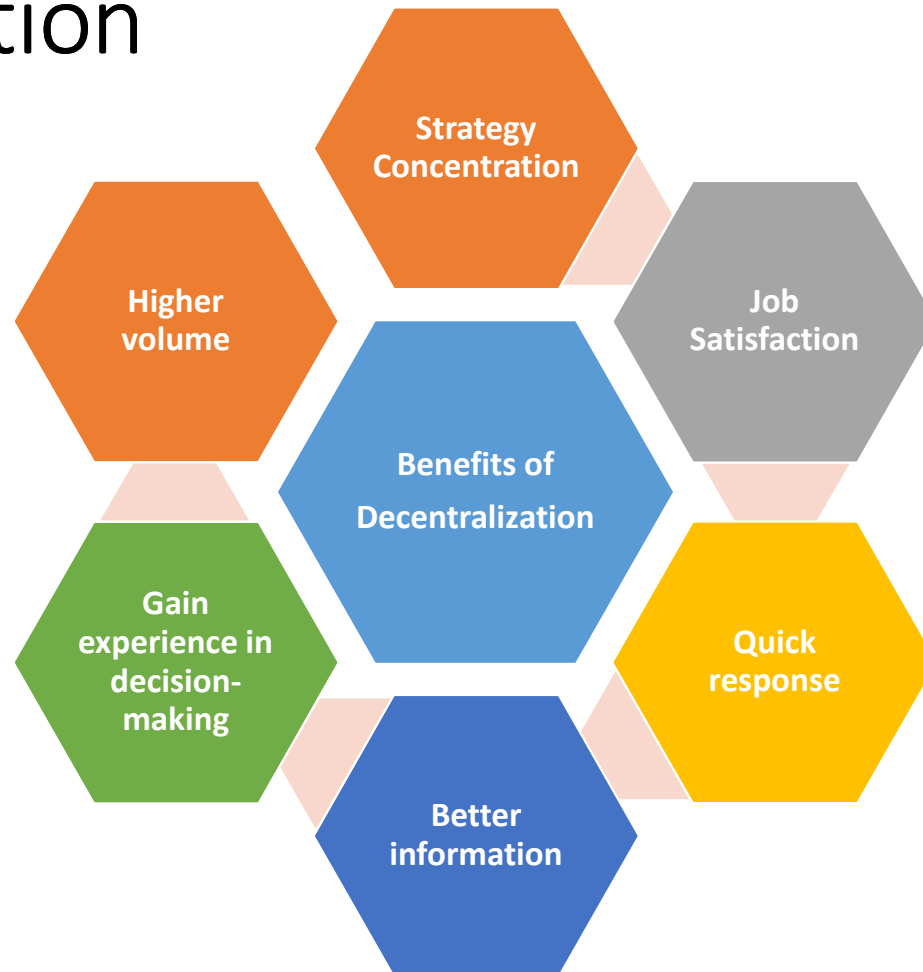 tion
Strategy
Concentration
Higher
volume
Job
Satisfaction
Benefits of
Decentralization
Gain
experience in
decision-
making
Quick
response
Better
information